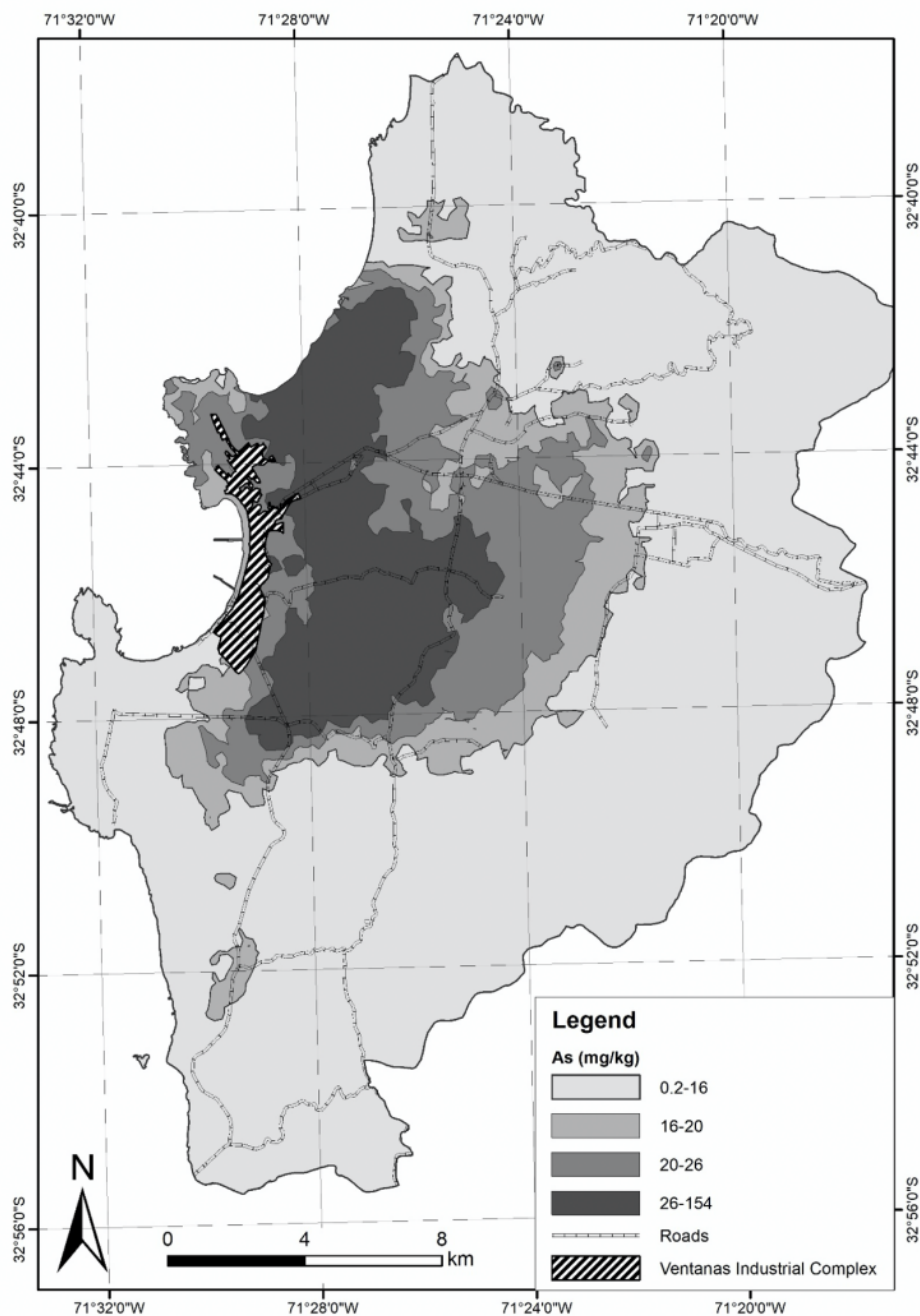 71°32'0"W 71°28'0"W 71°24'0"W 71°20'0"W
32°40'0"S 32°40'0"S
32°44'0"S 32°44'0"S
32°48'0"S 32°48'0"S
32°52'0"S 32°52'0"S
32°56'0"S 32°56'0"S
Legend
As (mg/kg)
0.2-16
16-20
20-26
26-154
Roads
Ventanas Industrial Complex
N
0 4 8
km
71°32'0"W 71°28'0"W 71°24'0"W 71°20'0"W